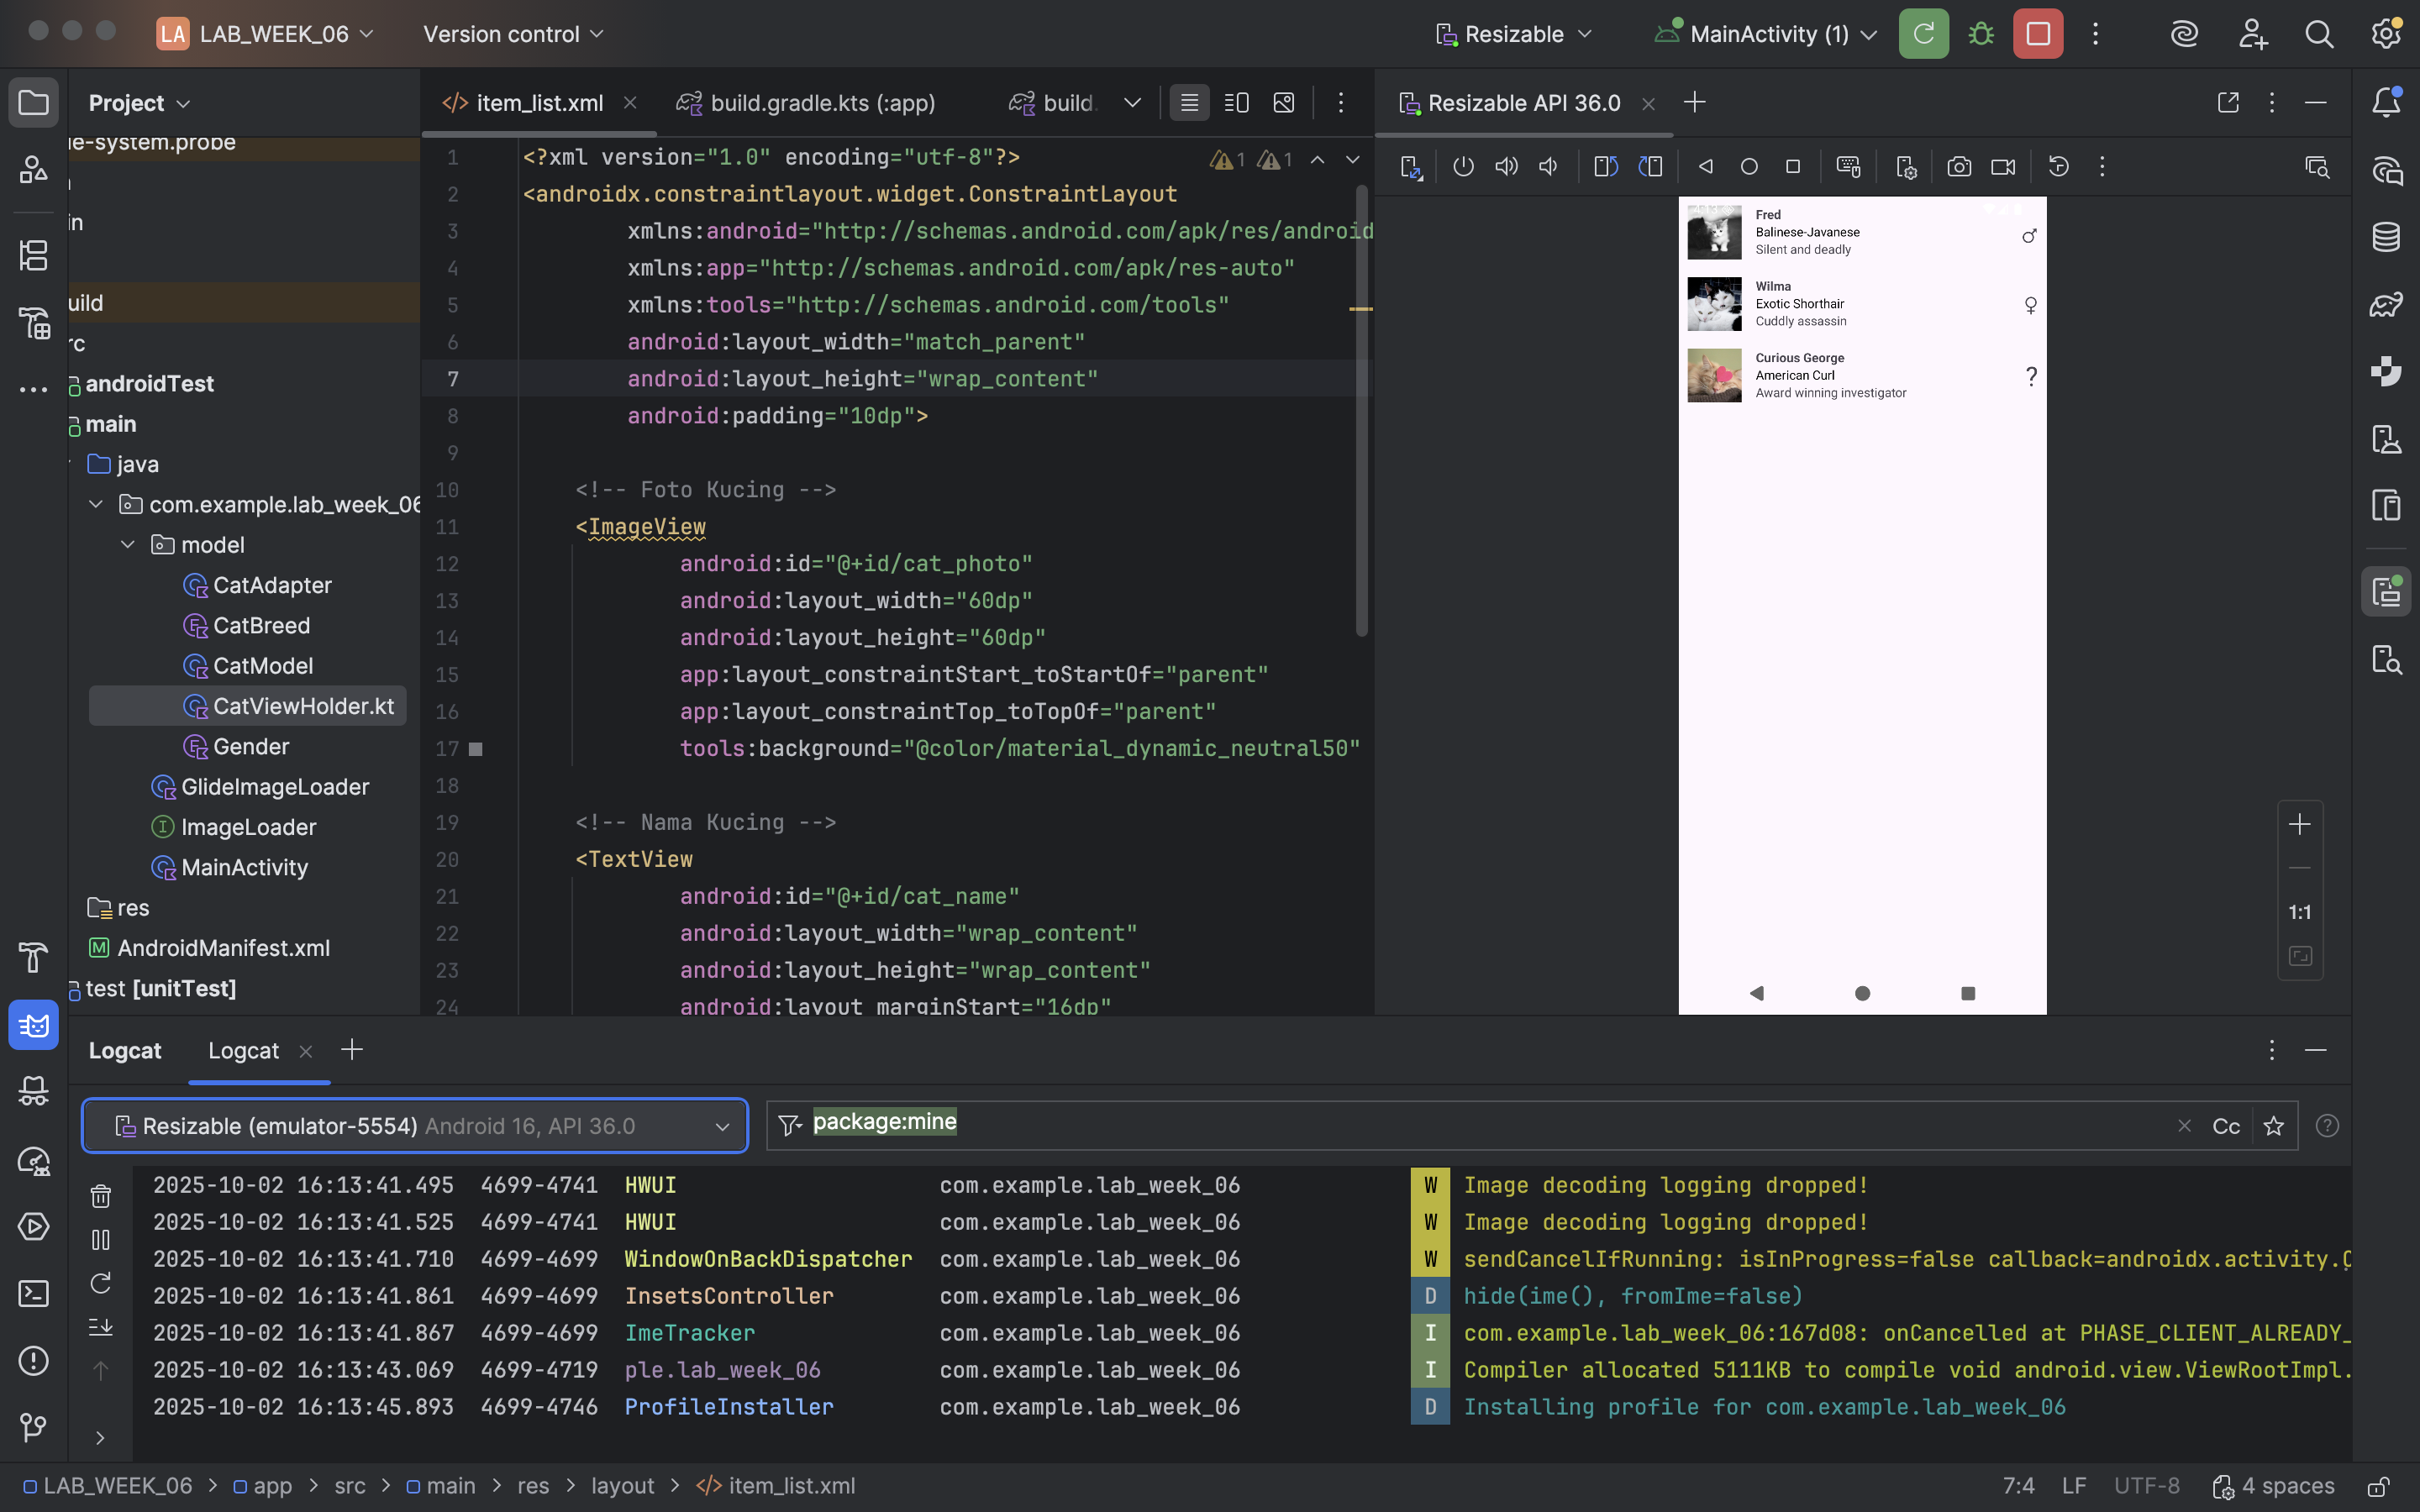 LA LAB_WEEK_06
Version control
Resizable
MainActivity (1)
Project
item_list.xml
build.gradle.kts (:app)
build.
Resizable API 36.0
e-system.probe
in
uild
rc
androidTest
main
java
com.example.lab_week_06
model
CatAdapter
CatBreed
CatModel
CatViewHolder.kt
Gender
GlideImageLoader
ImageLoader
MainActivity
res
AndroidManifest.xml
test [unitTest]
1 <?xml version="1.0" encoding="utf-8"?>
1 1
2 <androidx.constraintlayout.widget.ConstraintLayout
3 xmlns:android="http://schemas.android.com/apk/res/android
4 xmlns:app="http://schemas.android.com/apk/res-auto"
5 xmlns:tools="http://schemas.android.com/tools"
6 android:layout_width="match_parent"
7 android:layout_height="wrap_content"
8 android:padding="10dp">
9
10 <!-- Foto Kucing -->
11 <ImageView
12 android:id="@+id/cat_photo"
13 android:layout_width="60dp"
14 android:layout_height="60dp"
15 app:layout_constraintStart_toStartOf="parent"
16 app:layout_constraintTop_toTopOf="parent"
17 tools:background="@color/material_dynamic_neutral50"
18
19 <!-- Nama Kucing -->
20 <TextView
21 android:id="@+id/cat_name"
22 android:layout_width="wrap_content"
23 android:layout_height="wrap_content"
24 android:layout_marginStart="16dp"
Fred
Balinese-Javanese
Silent and deadly
♂
Wilma
Exotic Shorthair
Cuddly assassin
♀
Curious George
American Curl
Award winning investigator
?
1:1
Logcat
Logcat
Resizable (emulator-5554) Android 16, API 36.0
package:mine
Cc
2025-10-02 16:13:41.495 4699-4741 HWUI com.example.lab_week_06 W Image decoding logging dropped!
2025-10-02 16:13:41.525 4699-4741 HWUI com.example.lab_week_06 W Image decoding logging dropped!
2025-10-02 16:13:41.710 4699-4699 WindowOnBackDispatcher com.example.lab_week_06 W sendCancelIfRunning: isInProgress=false callback=androidx.activity.O
2025-10-02 16:13:41.861 4699-4699 InsetsController com.example.lab_week_06 D hide(ime(), fromIme=false)
2025-10-02 16:13:41.867 4699-4699 ImeTracker com.example.lab_week_06 I com.example.lab_week_06:167d08: onCancelled at PHASE_CLIENT_ALREADY_
2025-10-02 16:13:43.069 4699-4719 ple.lab_week_06 com.example.lab_week_06 I Compiler allocated 5111KB to compile void android.view.ViewRootImpl.
2025-10-02 16:13:45.893 4699-4746 ProfileInstaller com.example.lab_week_06 D Installing profile for com.example.lab_week_06
LAB_WEEK_06 > app > src > main > res > layout > item_list.xml
7:4 LF UTF-8 4 spaces